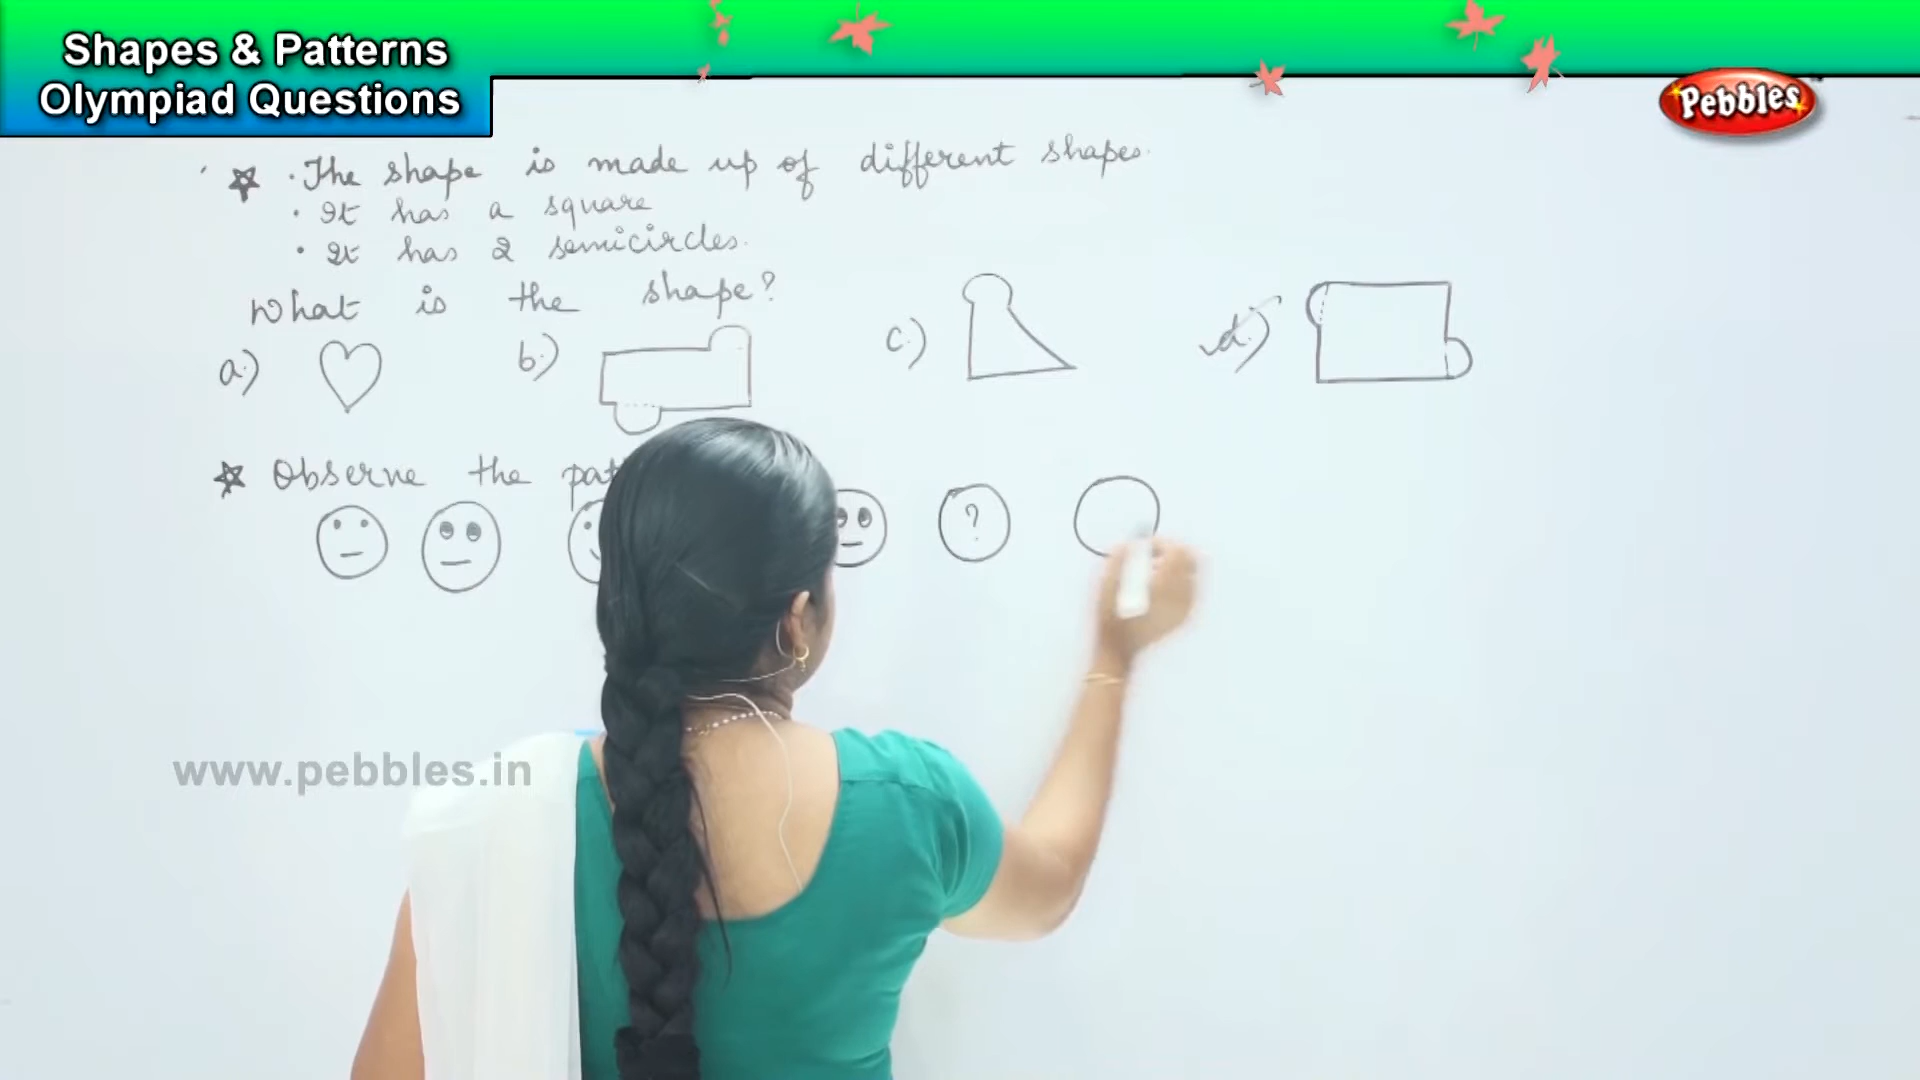 Shapes & Patterns
Olympiad Questions
Pebbles
The shape is made up of different shapes.
• It has a square
• It has 2 semicircles.
What is the shape?
a.) b.) c.) d.)
Observe the
?
www.pebbles.in